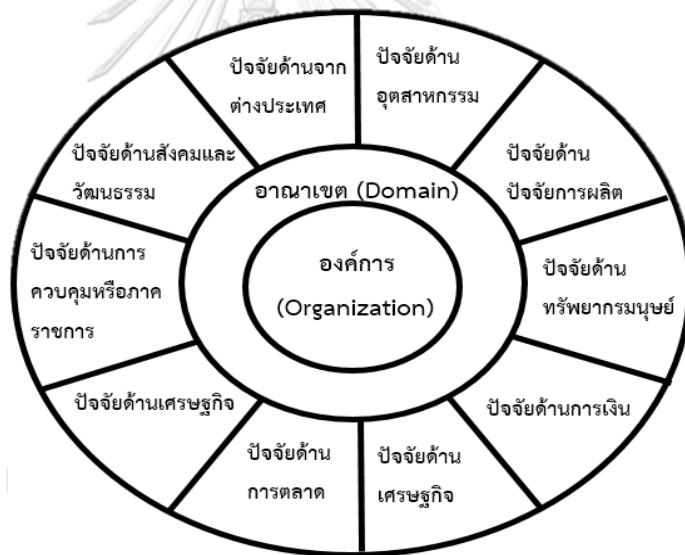 ปัจจัยด้านจาก
ต่างประเทศ
ปัจจัยด้าน
อุตสาหกรรม
ปัจจัยด้าน
ปัจจัยการผลิต
ปัจจัยด้าน
ทรัพยากรมนุษย์
ปัจจัยด้านการเงิน
ปัจจัยด้าน
เศรษฐกิจ
ปัจจัยด้าน
การตลาด
ปัจจัยด้านเศรษฐกิจ
ปัจจัยด้านการ
ควบคุมหรือภาค
ราชการ
ปัจจัยด้านสังคมและ
วัฒนธรรม
อาณาเขต (Domain)
องค์การ
(Organization)